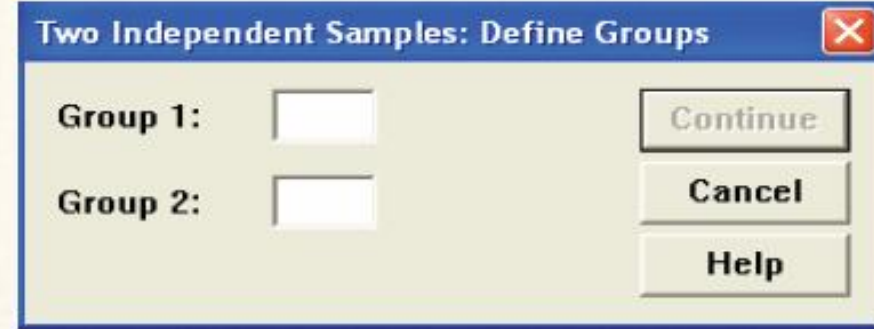 Two Independent Samples: Define Groups
Group 1:
Continue
Group 2:
Cancel
Help